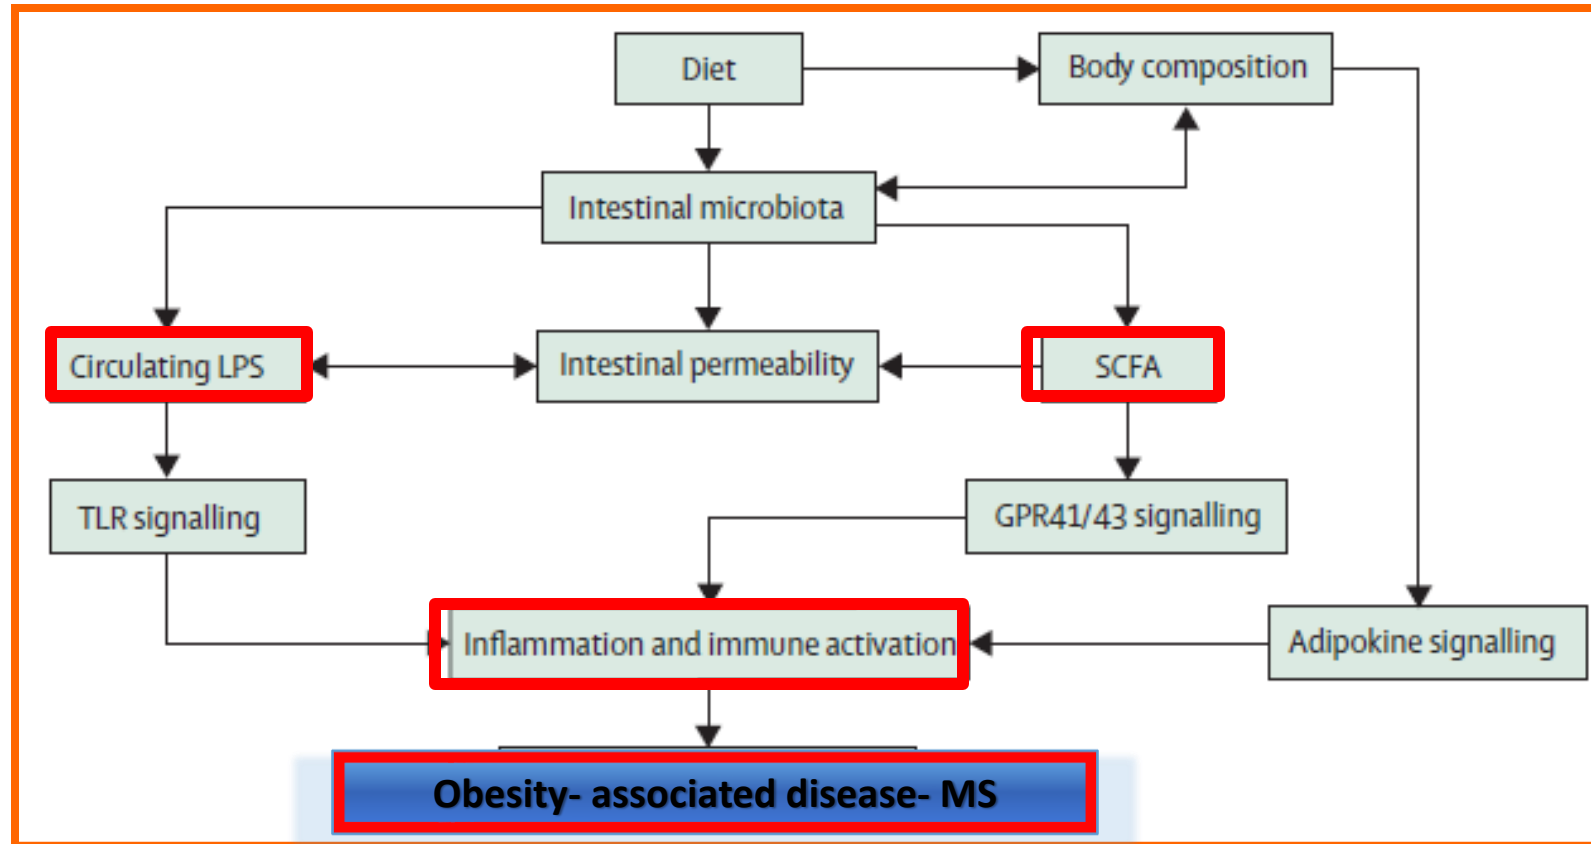 Diet
Body composition
Intestinal microbiota
Circulating LPS
Intestinal permeability
SCFA
TLR signalling
GPR41/43 signalling
Inflammation and immune activation
Adipokine signalling
Obesity- associated disease- MS